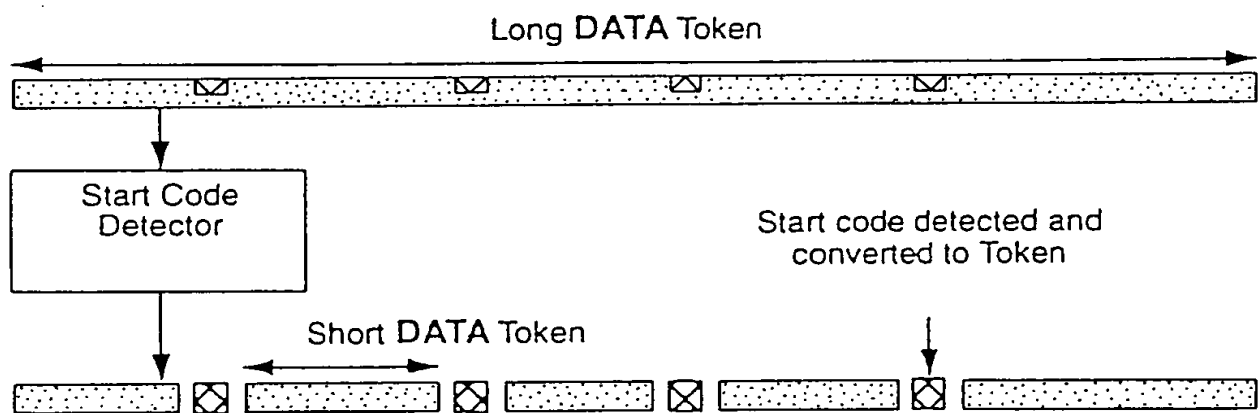 Long DATA Token
Start Code
Detector
Start code detected and
converted to Token
Short DATA Token